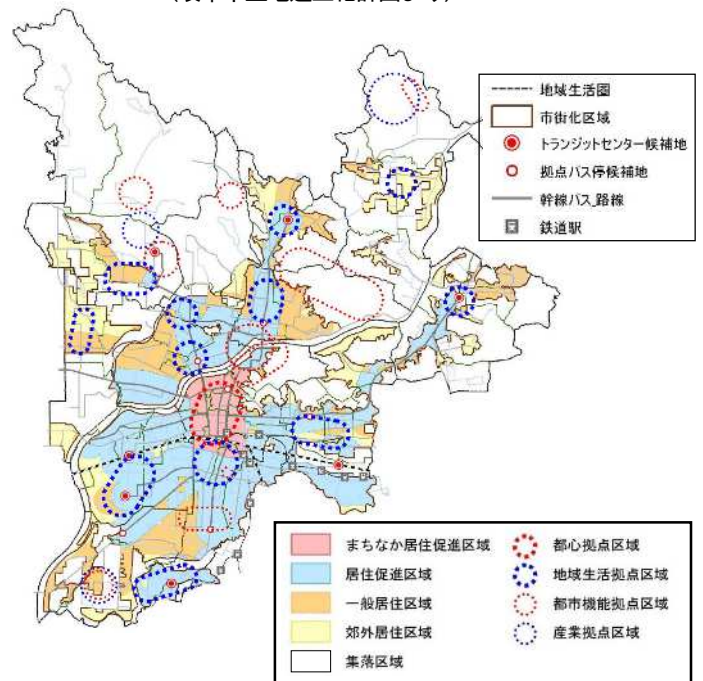 地域生活圏
市街化区域
トランジットセンター候補地
拠点バス停候補地
幹線バス_路線
鉄道駅
まちなか居住促進区域
居住促進区域
一般居住区域
郊外居住区域
集落区域
都心拠点区域
地域生活拠点区域
都市機能拠点区域
産業拠点区域